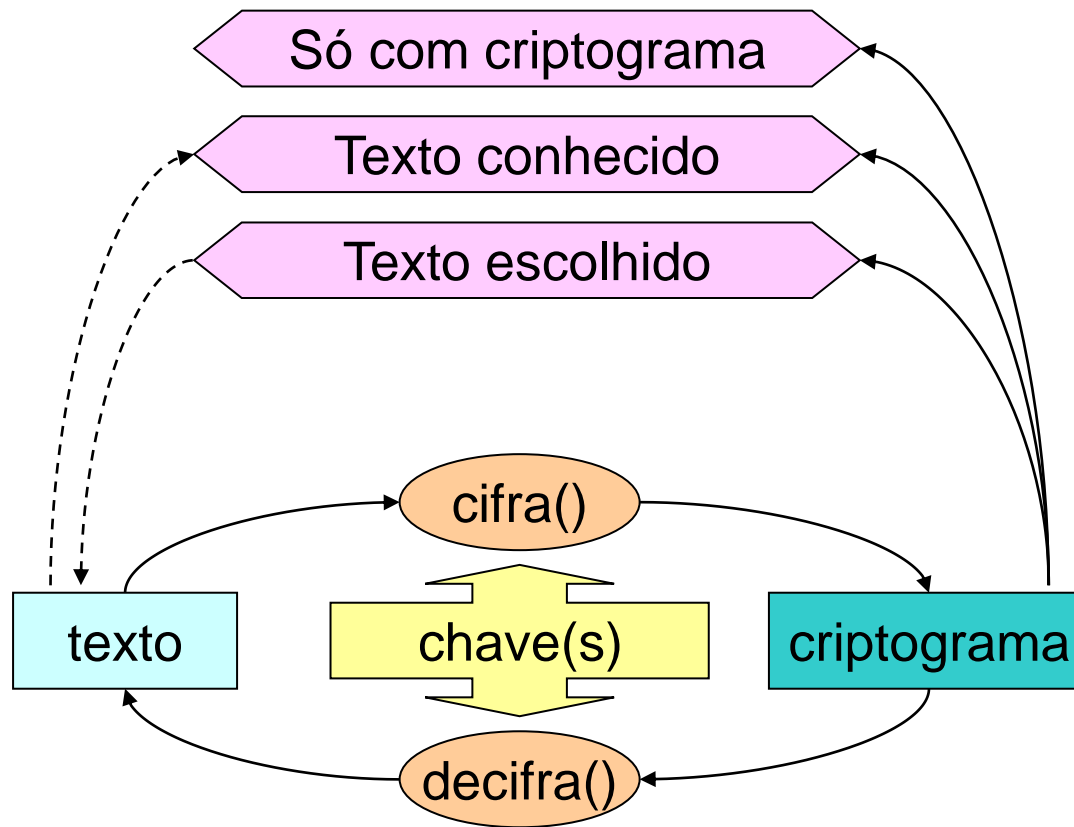 Só com criptograma
Texto conhecido
Texto escolhido
cifra()
texto
chave(s)
criptograma
decifra()